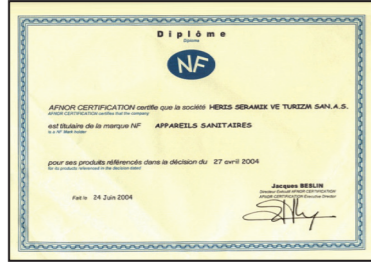 Diplôme
Diploma
NF
AFNOR CERTIFICATION certifie que la société HERIS SERAMIK VE TURIZM SAN.A.S.
AFNOR CERTIFICATION certifies that the company
est titulaire de la marque NF APPAREILS SANITAIRES
is a NF Mark holder
pour ses produits référencés dans la décision du 27 avril 2004
for its products referenced in the decision dated
Jacques BESLIN
Directeur Exécutif AFNOR CERTIFICATION
AFNOR CERTIFICATION Executive Director
Fait le 24 Juin 2004